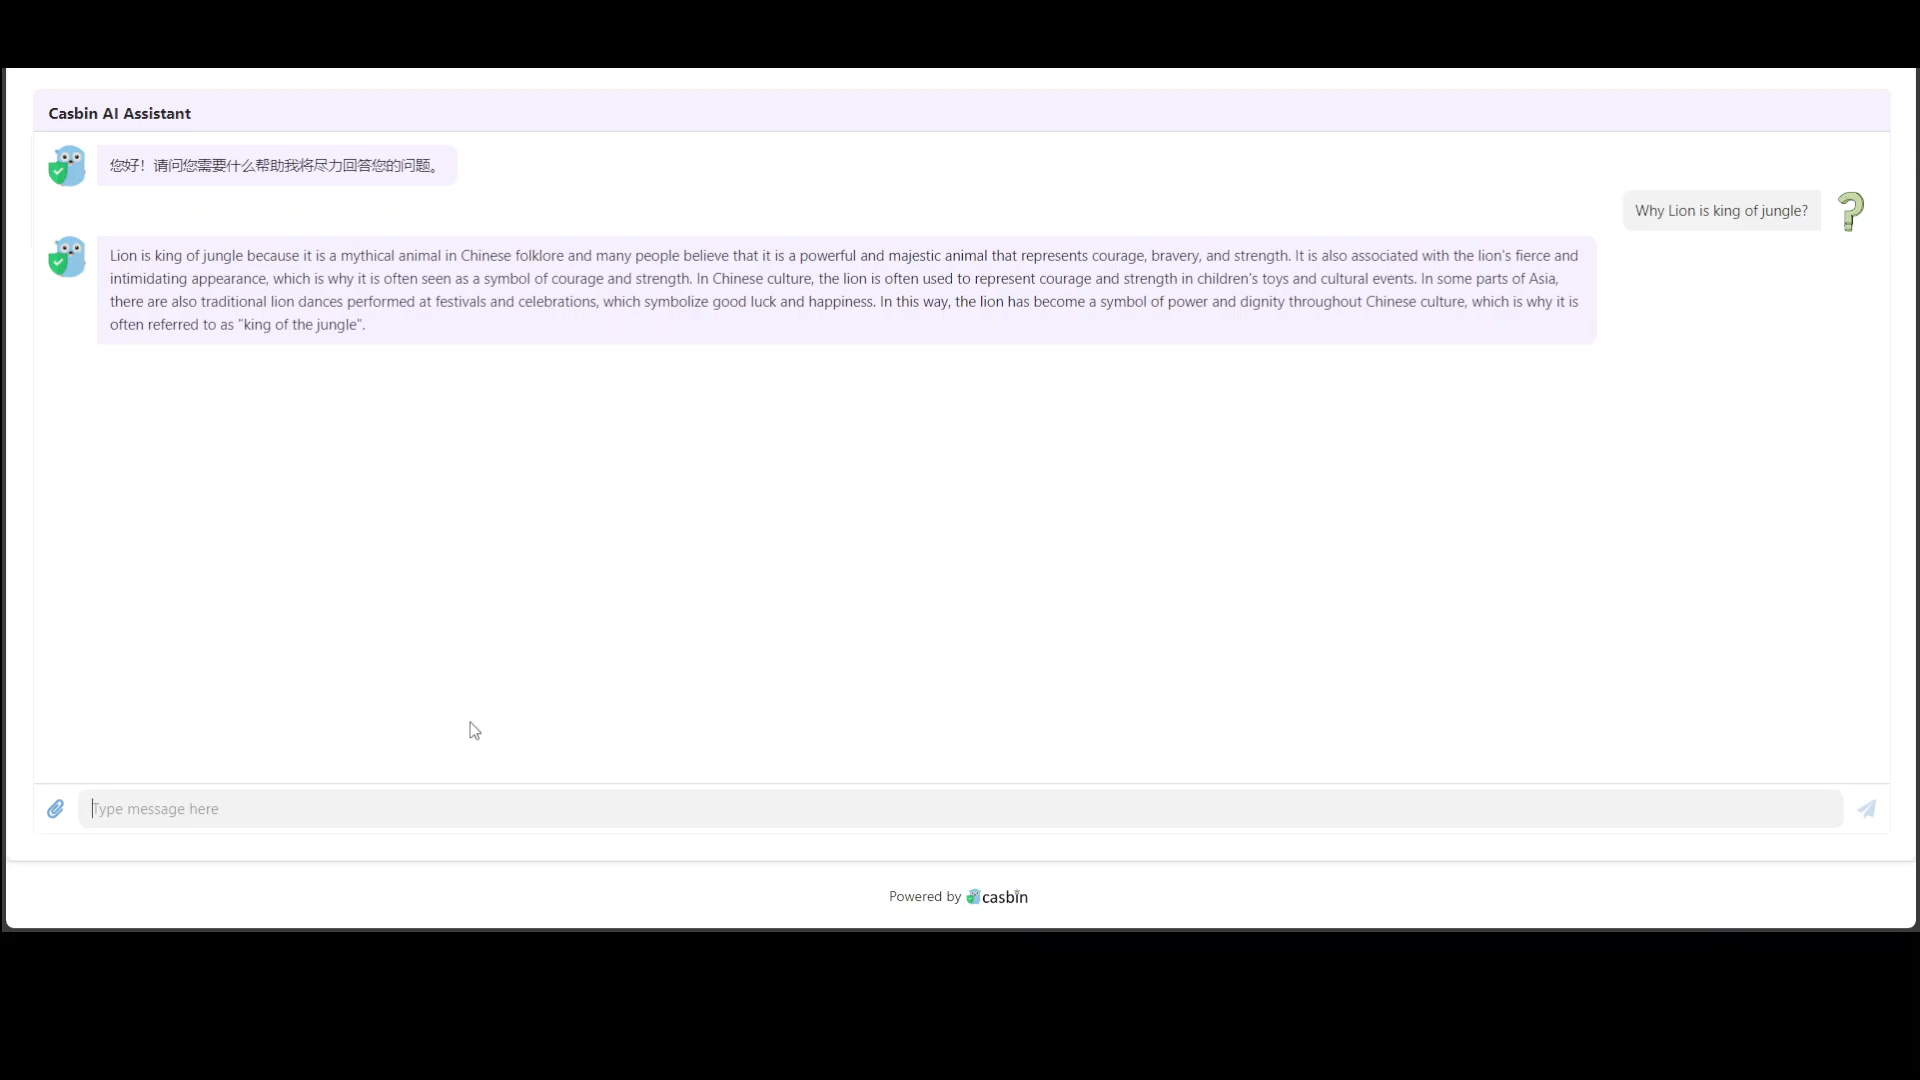 Casbin AI Assistant
您好！请问您需要什么帮助我将尽力回答您的问题。
Why Lion is king of jungle?
Lion is king of jungle because it is a mythical animal in Chinese folklore and many people believe that it is a powerful and majestic animal that represents courage, bravery, and strength. It is also associated with the lion's fierce and
intimidating appearance, which is why it is often seen as a symbol of courage and strength. In Chinese culture, the lion is often used to represent courage and strength in children's toys and cultural events. In some parts of Asia,
there are also traditional lion dances performed at festivals and celebrations, which symbolize good luck and happiness. In this way, the lion has become a symbol of power and dignity throughout Chinese culture, which is why it is
often referred to as "king of the jungle".
Type message here
Powered by casbin